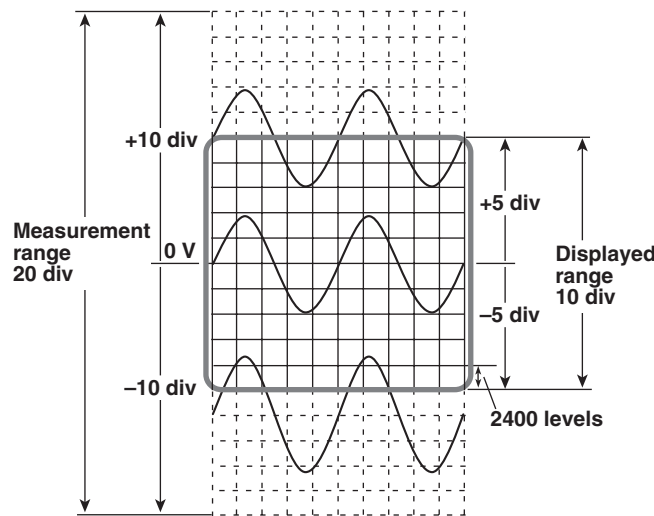 +10 div
+5 div
Measurement
range
20 div
0 V
Displayed
range
10 div
–5 div
–10 div
2400 levels